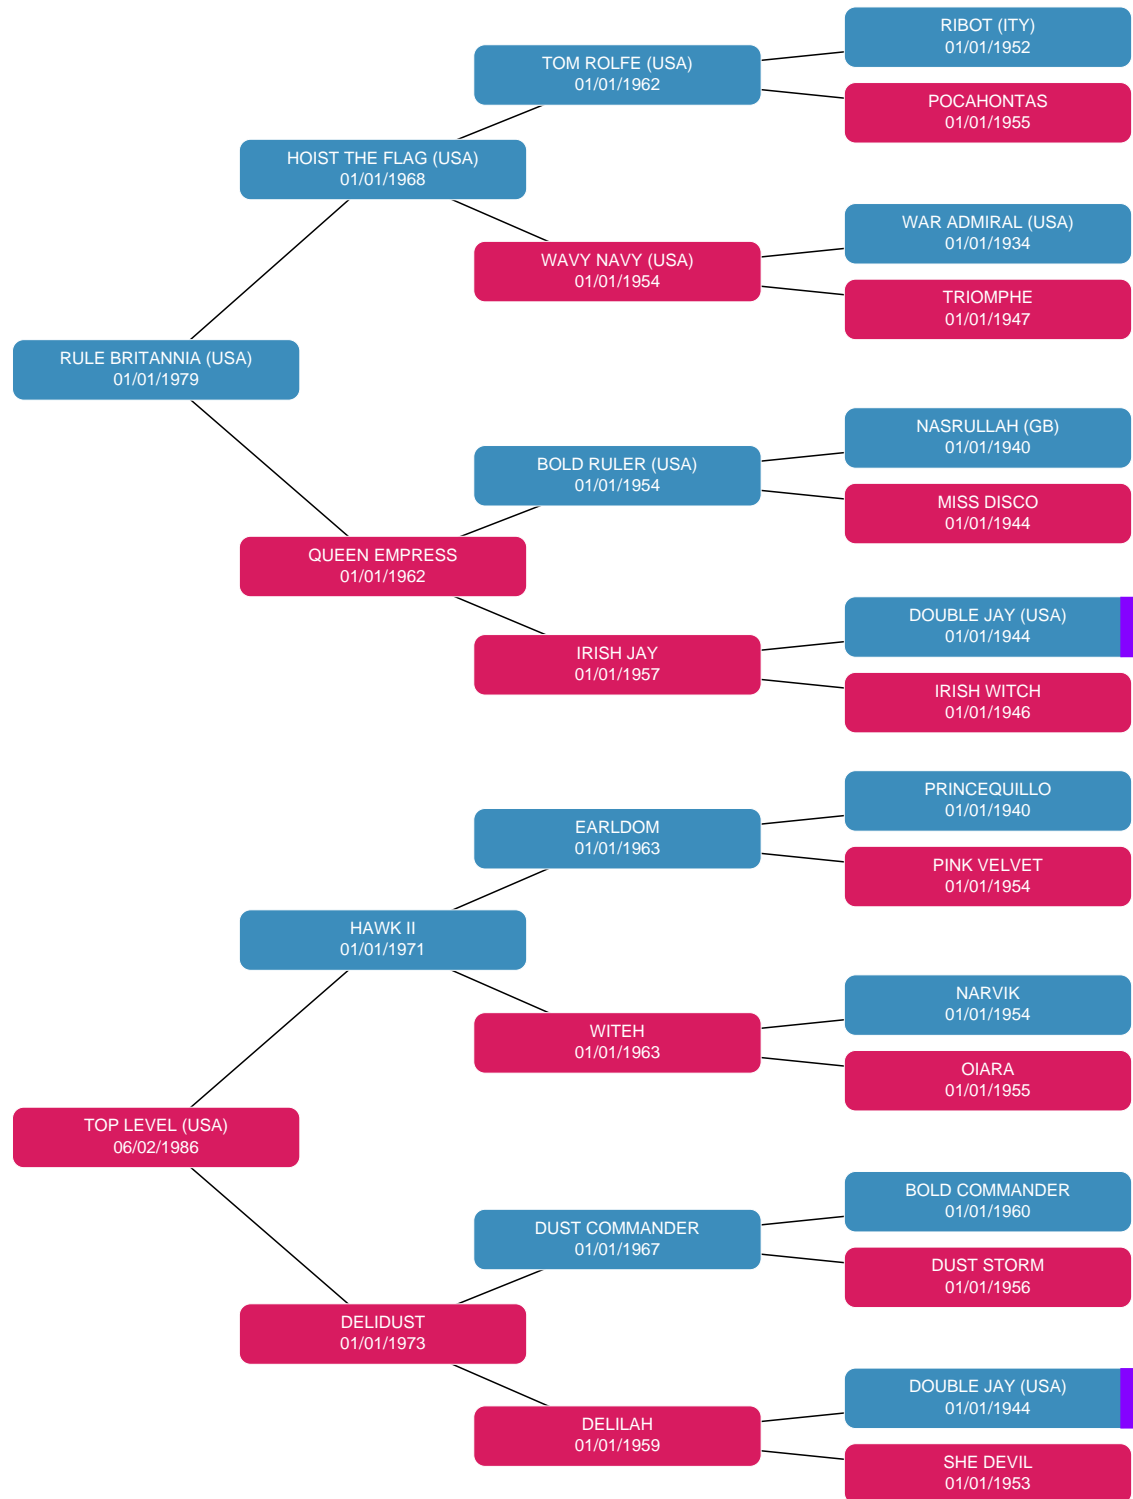 RIBOT (ITY)
01/01/1952
TOM ROLFE (USA)
01/01/1962
POCAHONTAS
01/01/1955
HOIST THE FLAG (USA)
01/01/1968
WAR ADMIRAL (USA)
01/01/1934
WAVY NAVY (USA)
01/01/1954
TRIOMPHE
01/01/1947
RULE BRITANNIA (USA)
01/01/1979
NASRULLAH (GB)
01/01/1940
BOLD RULER (USA)
01/01/1954
MISS DISCO
01/01/1944
QUEEN EMPRESS
01/01/1962
DOUBLE JAY (USA)
01/01/1944
IRISH JAY
01/01/1957
IRISH WITCH
01/01/1946
PRINCEQUILLO
01/01/1940
EARLDOM
01/01/1963
PINK VELVET
01/01/1954
HAWK II
01/01/1971
NARVIK
01/01/1954
WITEH
01/01/1963
OIARA
01/01/1955
TOP LEVEL (USA)
06/02/1986
BOLD COMMANDER
01/01/1960
DUST COMMANDER
01/01/1967
DUST STORM
01/01/1956
DELIDUST
01/01/1973
DOUBLE JAY (USA)
01/01/1944
DELILAH
01/01/1959
SHE DEVIL
01/01/1953